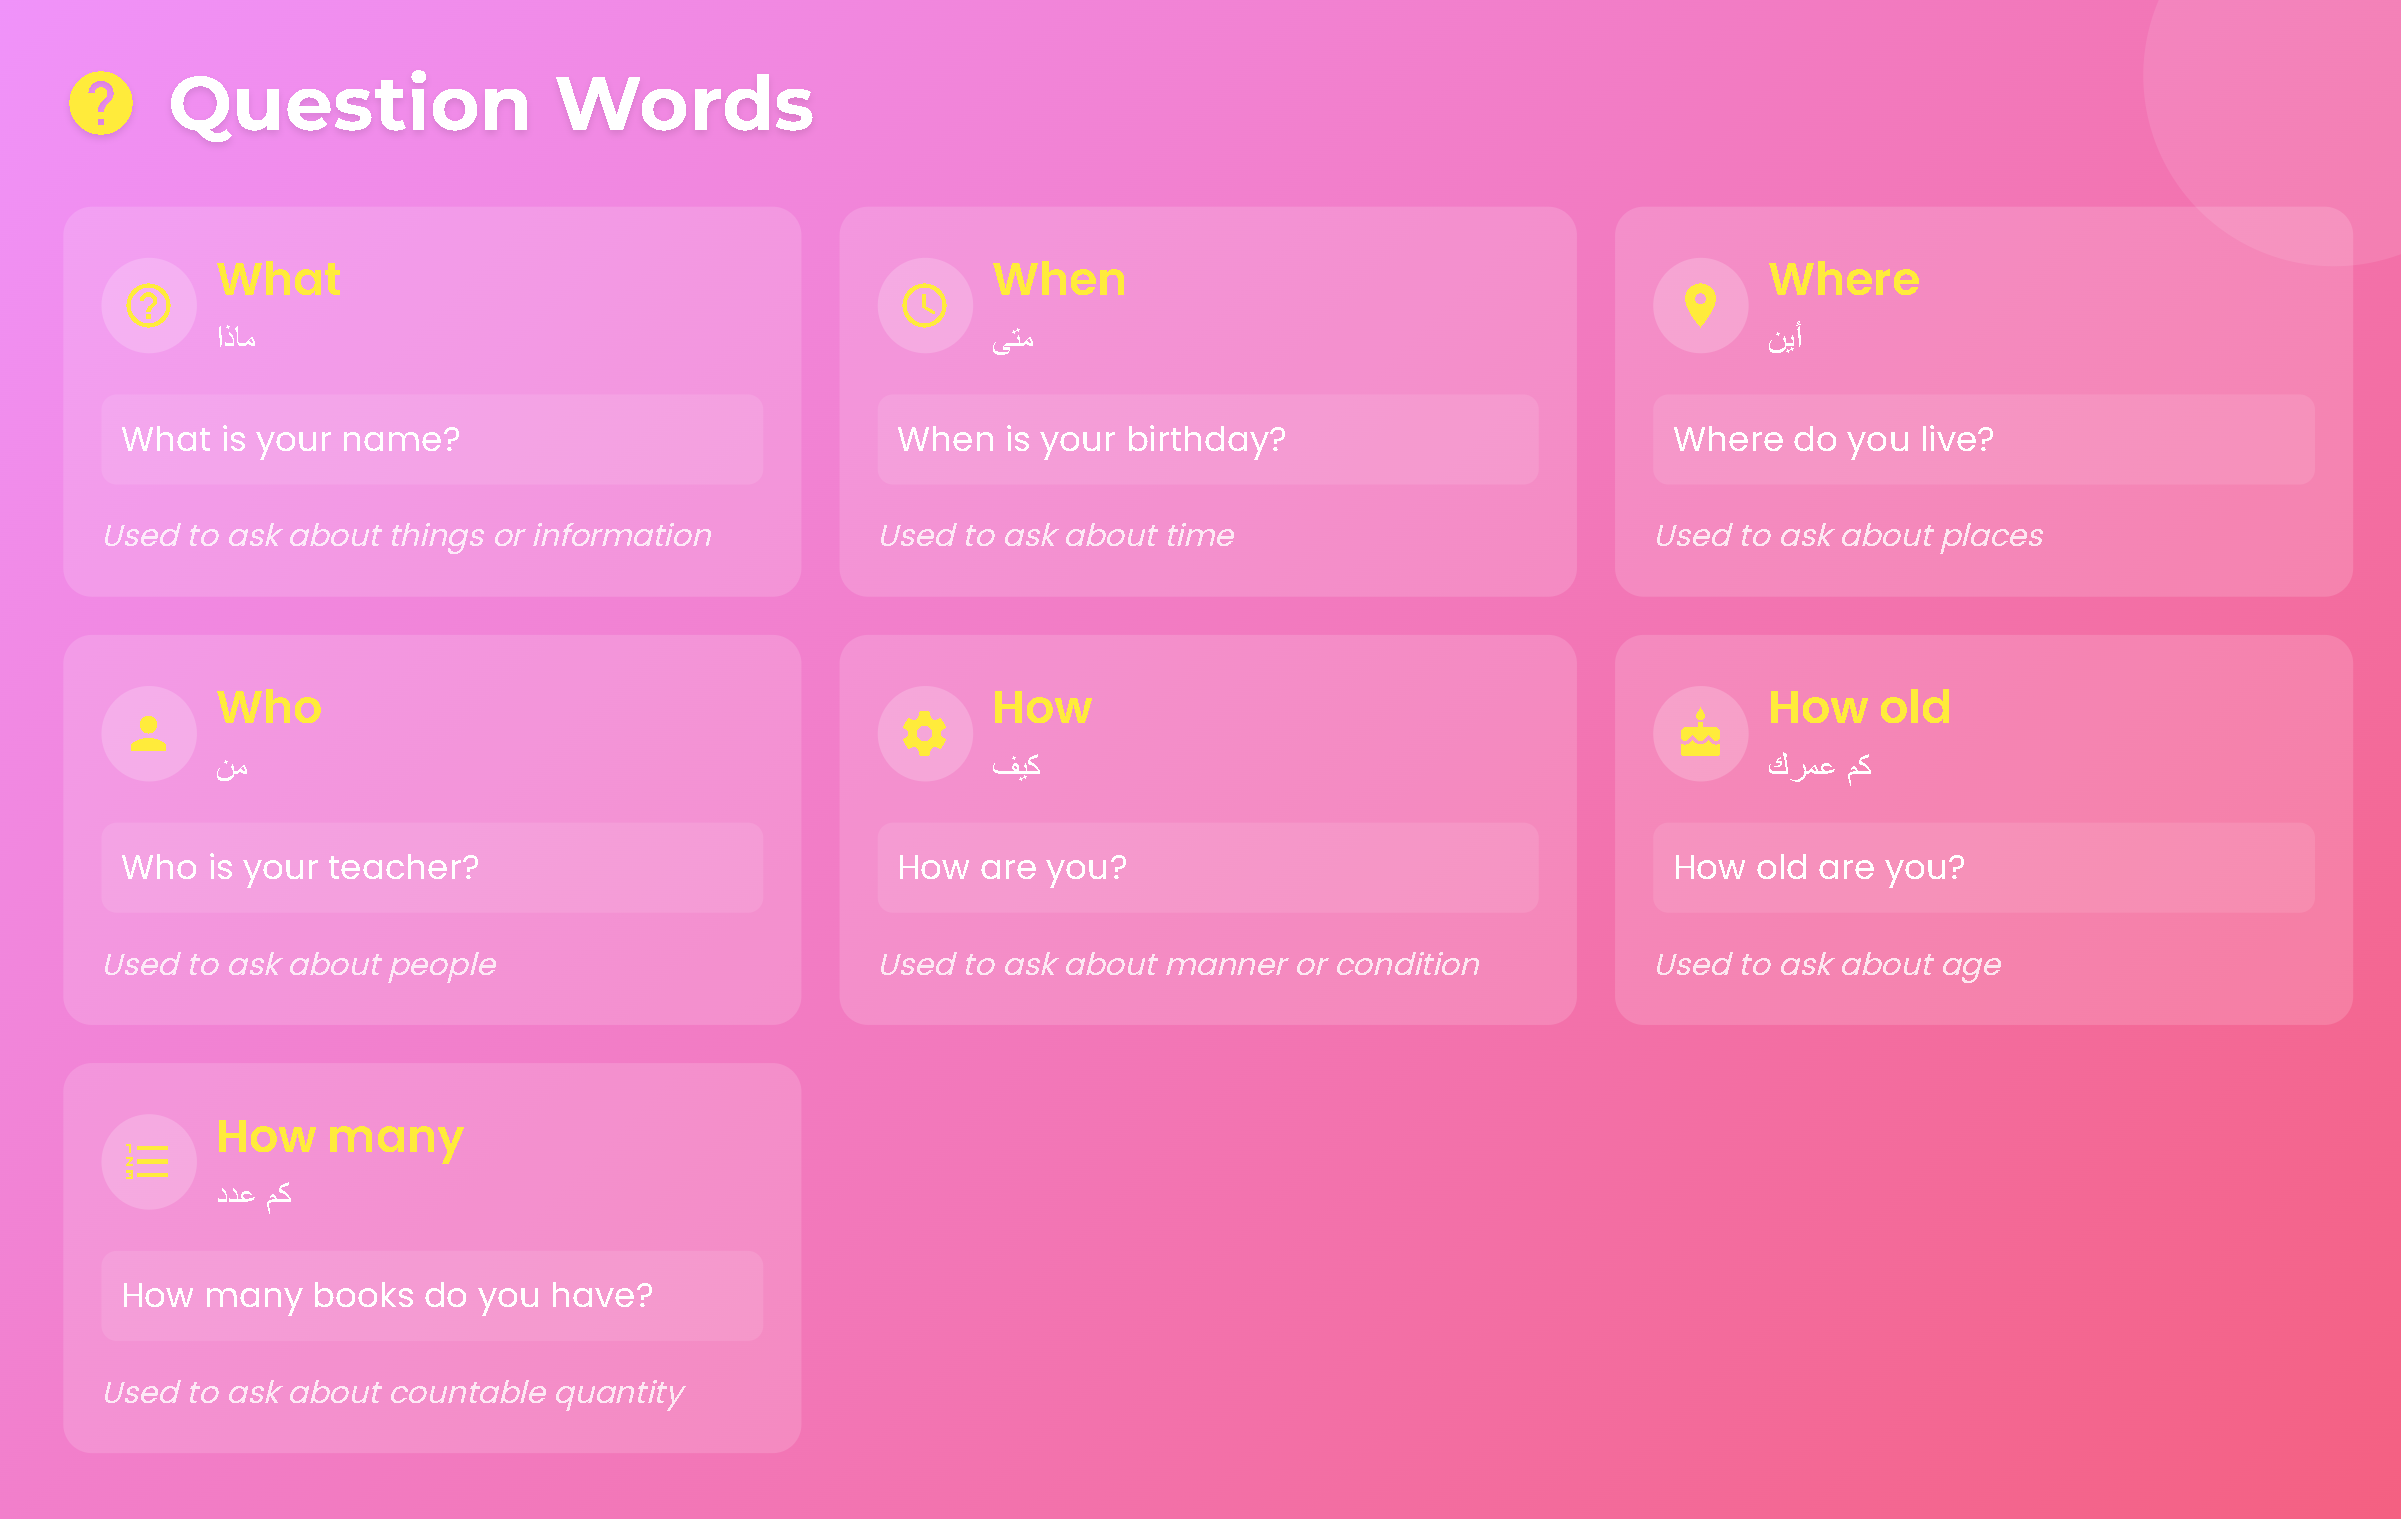 Question Words
What
ماذا
What is your name?
Used to ask about things or information
When
متى
When is your birthday?
Used to ask about time
Where
أين
Where do you live?
Used to ask about places
Who
من
Who is your teacher?
Used to ask about people
How
كيف
How are you?
Used to ask about manner or condition
How old
كم عمرك
How old are you?
Used to ask about age
How many
كم عدد
How many books do you have?
Used to ask about countable quantity